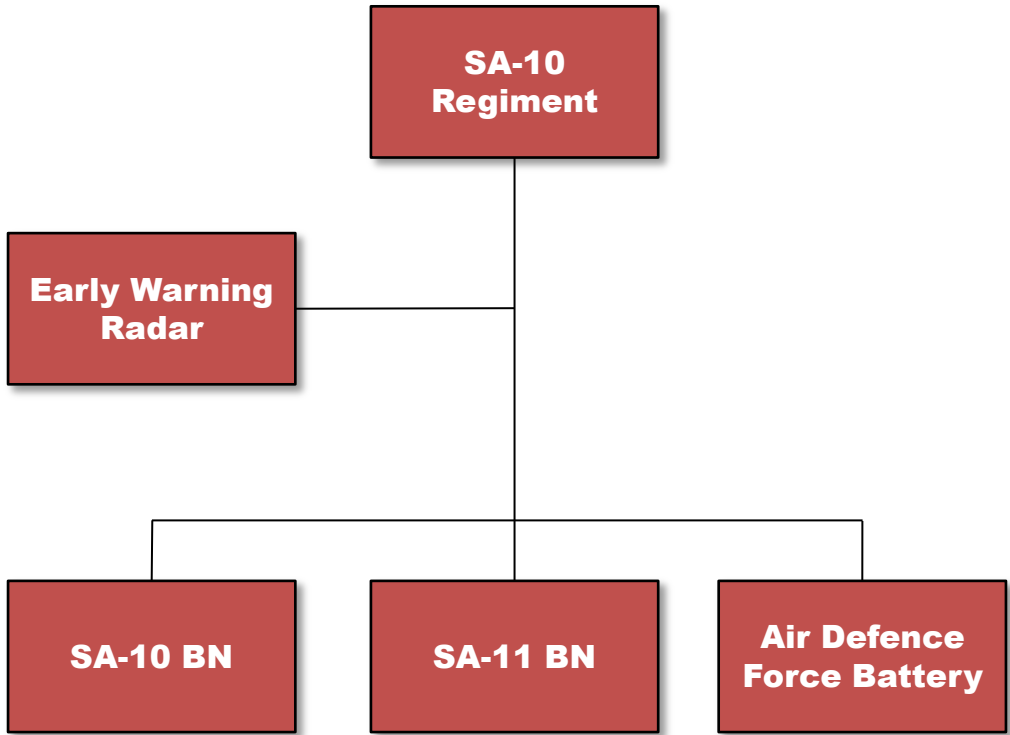 SA-10
Regiment
Early Warning
Radar
SA-10 BN
SA-11 BN
Air Defence
Force Battery